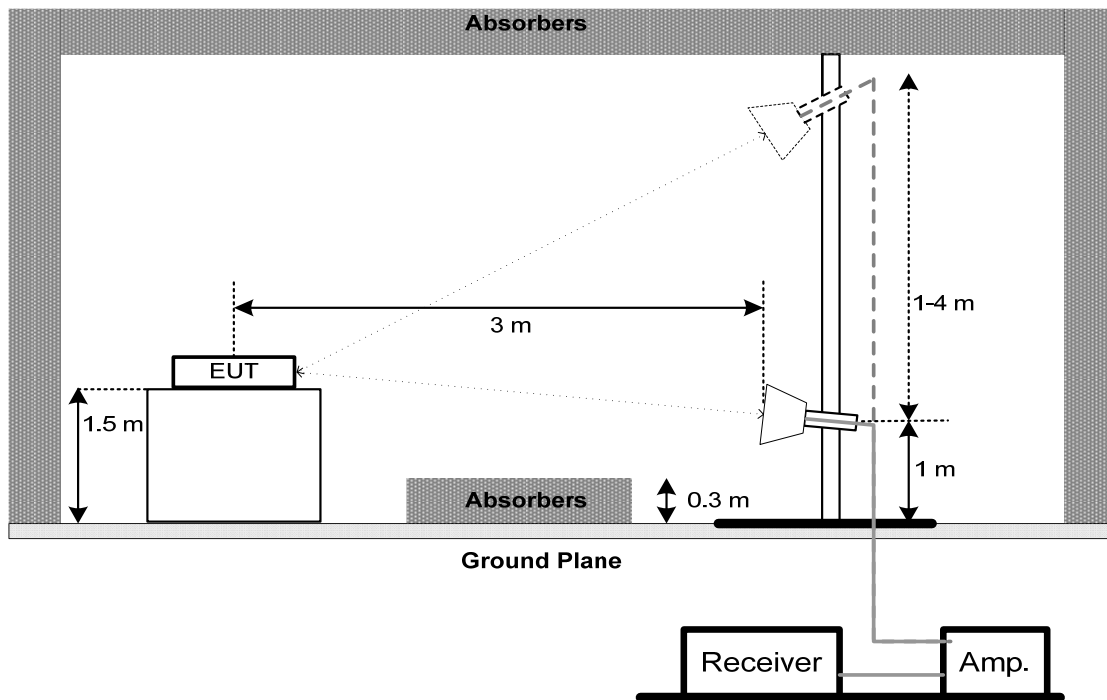 Absorbers
1-4 m
3 m
EUT
1.5 m
1 m
Absorbers
0.3 m
Ground Plane
Receiver
Amp.